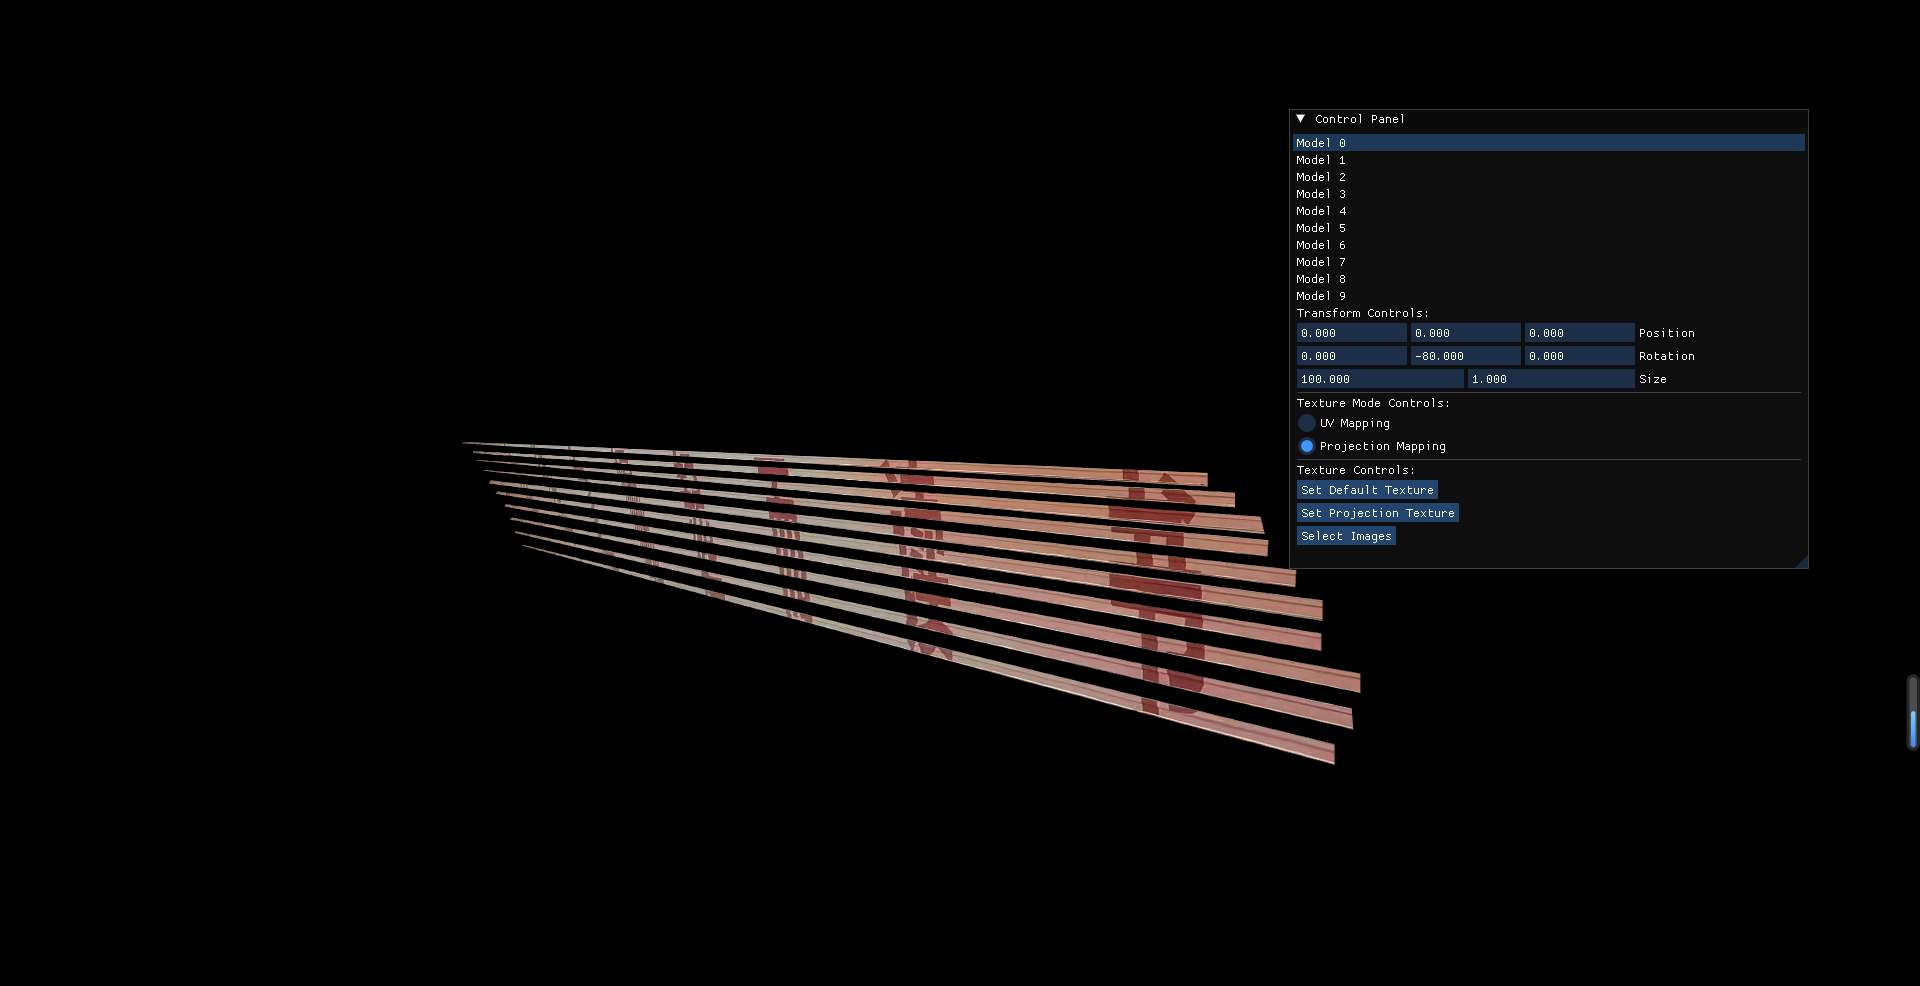 Control Panel
Model 0
Model 1
Model 2
Model 3
Model 4
Model 5
Model 6
Model 7
Model 8
Model 9
Transform Controls:
0.000 0.000 0.000 Position
0.000 -80.000 0.000 Rotation
100.000 1.000 Size
Texture Mode Controls:
UV Mapping
Projection Mapping
Texture Controls:
Set Default Texture
Set Projection Texture
Select Images